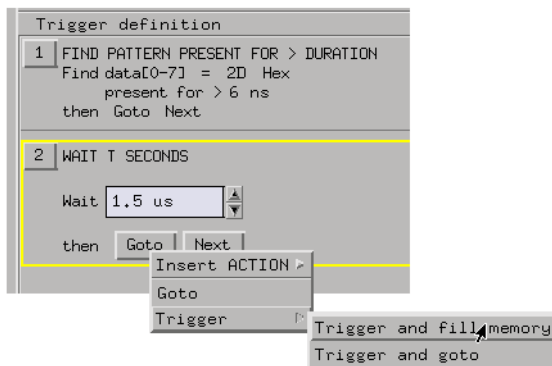 Trigger definition
1 FIND PATTERN PRESENT FOR > DURATION
Find data[0-7] = 2D Hex
present for > 6 ns
then Goto Next
2 WAIT T SECONDS
Wait 1.5 us
then Goto Next
Insert ACTION
Goto
Trigger
Trigger and fill memory
Trigger and goto